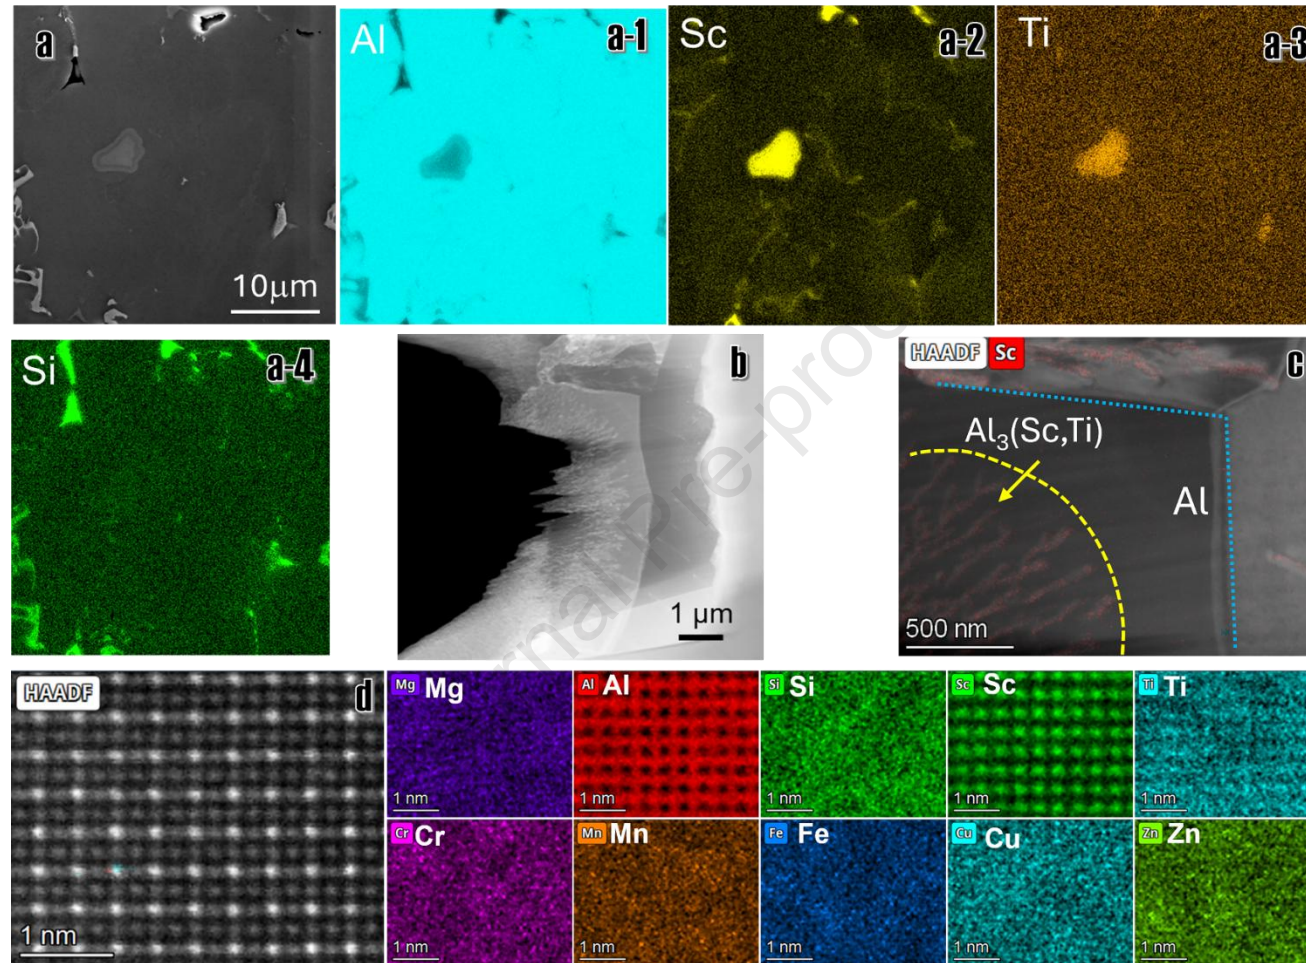 a
Al a-1
Sc a-2
Ti a-3
10μm
Si a-4
b
1 μm
HAADF Sc c
Al₃(Sc,Ti)
Al
500 nm
Journal Pre-proof
HAADF d
1 nm
Mg Mg
1 nm
Al Al
1 nm
Si Si
1 nm
Sc Sc
1 nm
Ti Ti
1 nm
Cr Cr
1 nm
Mn Mn
1 nm
Fe Fe
1 nm
Cu Cu
1 nm
Zn Zn
1 nm